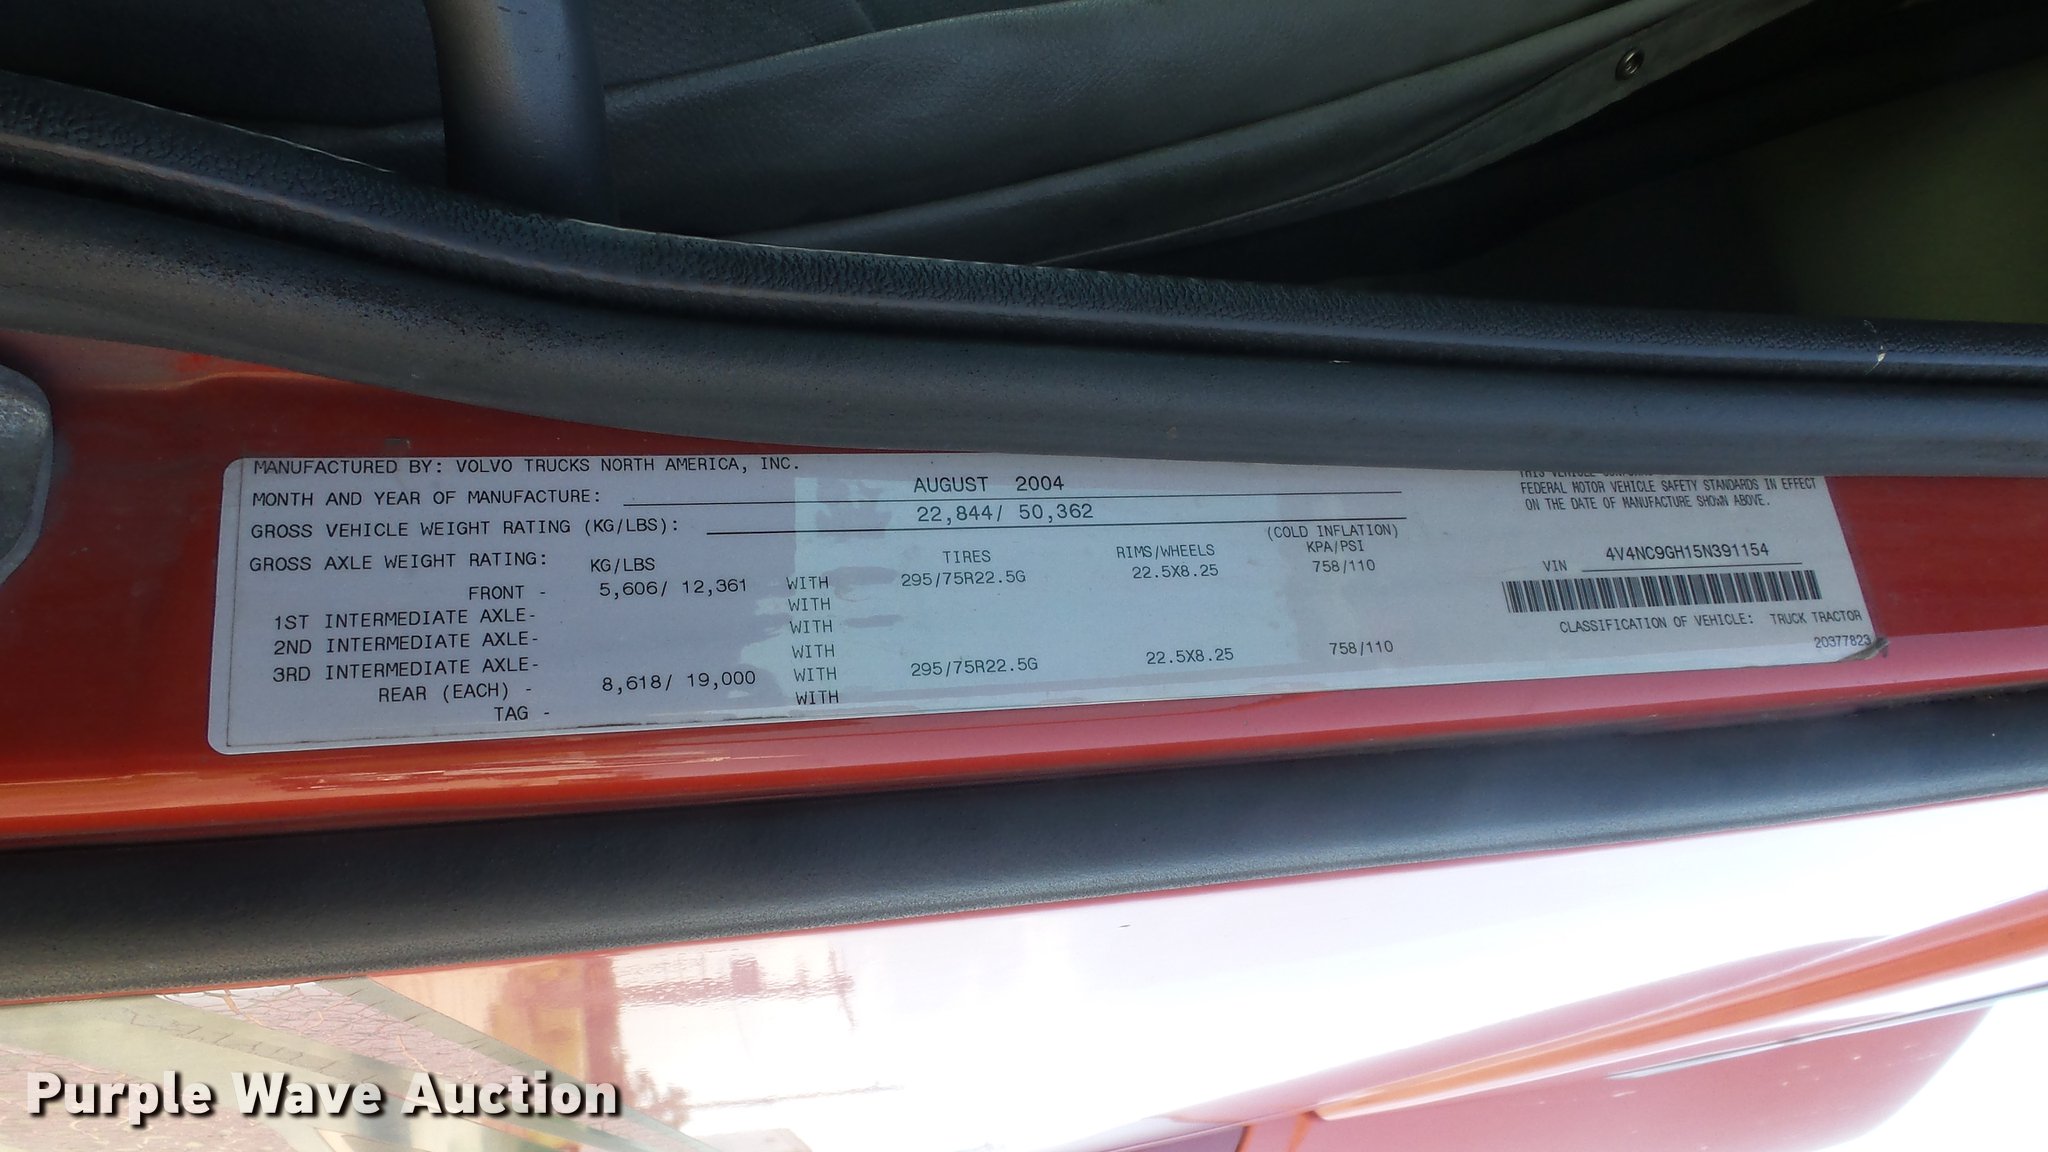 MANUFACTURED BY: VOLVO TRUCKS NORTH AMERICA, INC.
MONTH AND YEAR OF MANUFACTURE: AUGUST 2004
GROSS VEHICLE WEIGHT RATING (KG/LBS): 22,844/ 50,362
GROSS AXLE WEIGHT RATING: KG/LBS TIRES RIMS/WHEELS (COLD INFLATION) KPA/PSI
FRONT - 5,606/ 12,361 WITH 295/75R22.5G 22.5X8.25 758/110
1ST INTERMEDIATE AXLE- WITH
2ND INTERMEDIATE AXLE- WITH
3RD INTERMEDIATE AXLE- WITH
REAR (EACH) - 8,618/ 19,000 WITH 295/75R22.5G 22.5X8.25 758/110
TAG - WITH
THIS VEHICLE
FEDERAL MOTOR VEHICLE SAFETY STANDARDS IN EFFECT
ON THE DATE OF MANUFACTURE SHOWN ABOVE.
VIN 4V4NC9GH15N391154
CLASSIFICATION OF VEHICLE: TRUCK TRACTOR
20377823
Purple Wave Auction